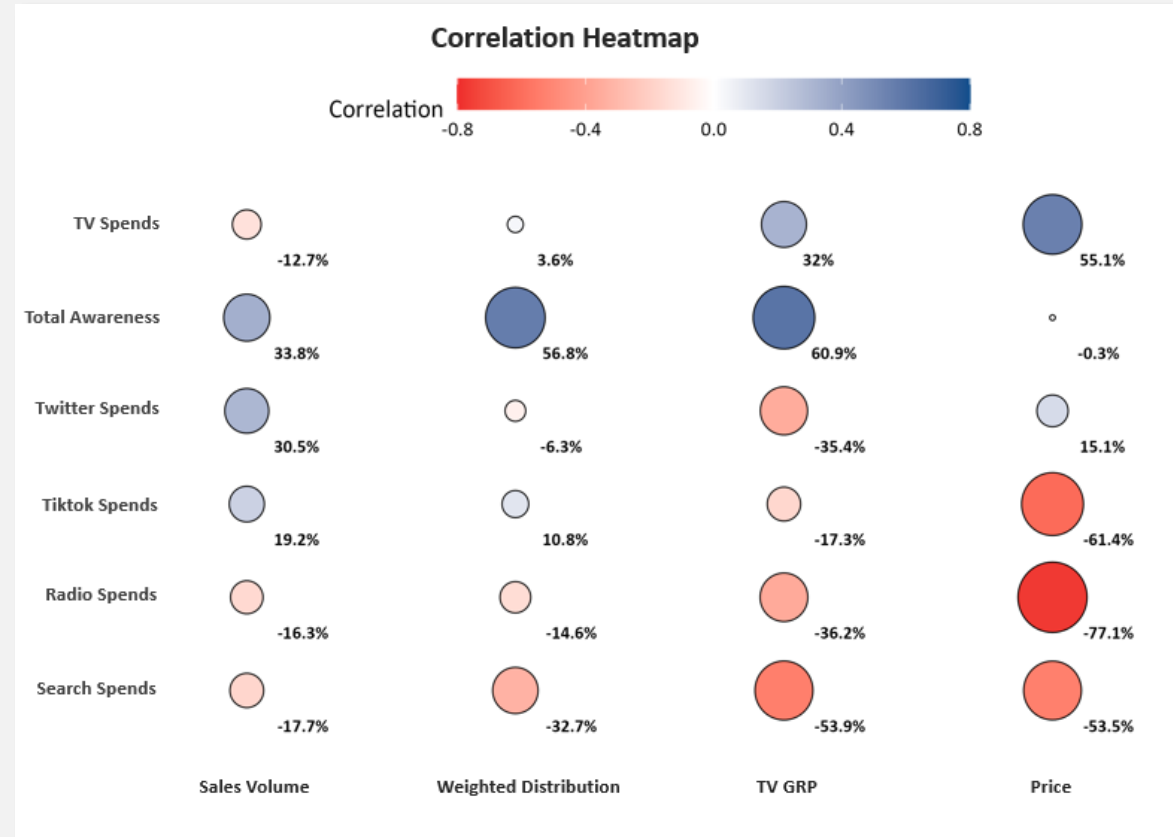 Correlation Heatmap
Correlation
-0.8 -0.4 0.0 0.4 0.8
TV Spends
-12.7% 3.6% 32% 55.1%
Total Awareness
33.8% 56.8% 60.9% -0.3%
Twitter Spends
30.5% -6.3% -35.4% 15.1%
Tiktok Spends
19.2% 10.8% -17.3% -61.4%
Radio Spends
-16.3% -14.6% -36.2% -77.1%
Search Spends
-17.7% -32.7% -53.9% -53.5%
Sales Volume Weighted Distribution TV GRP Price